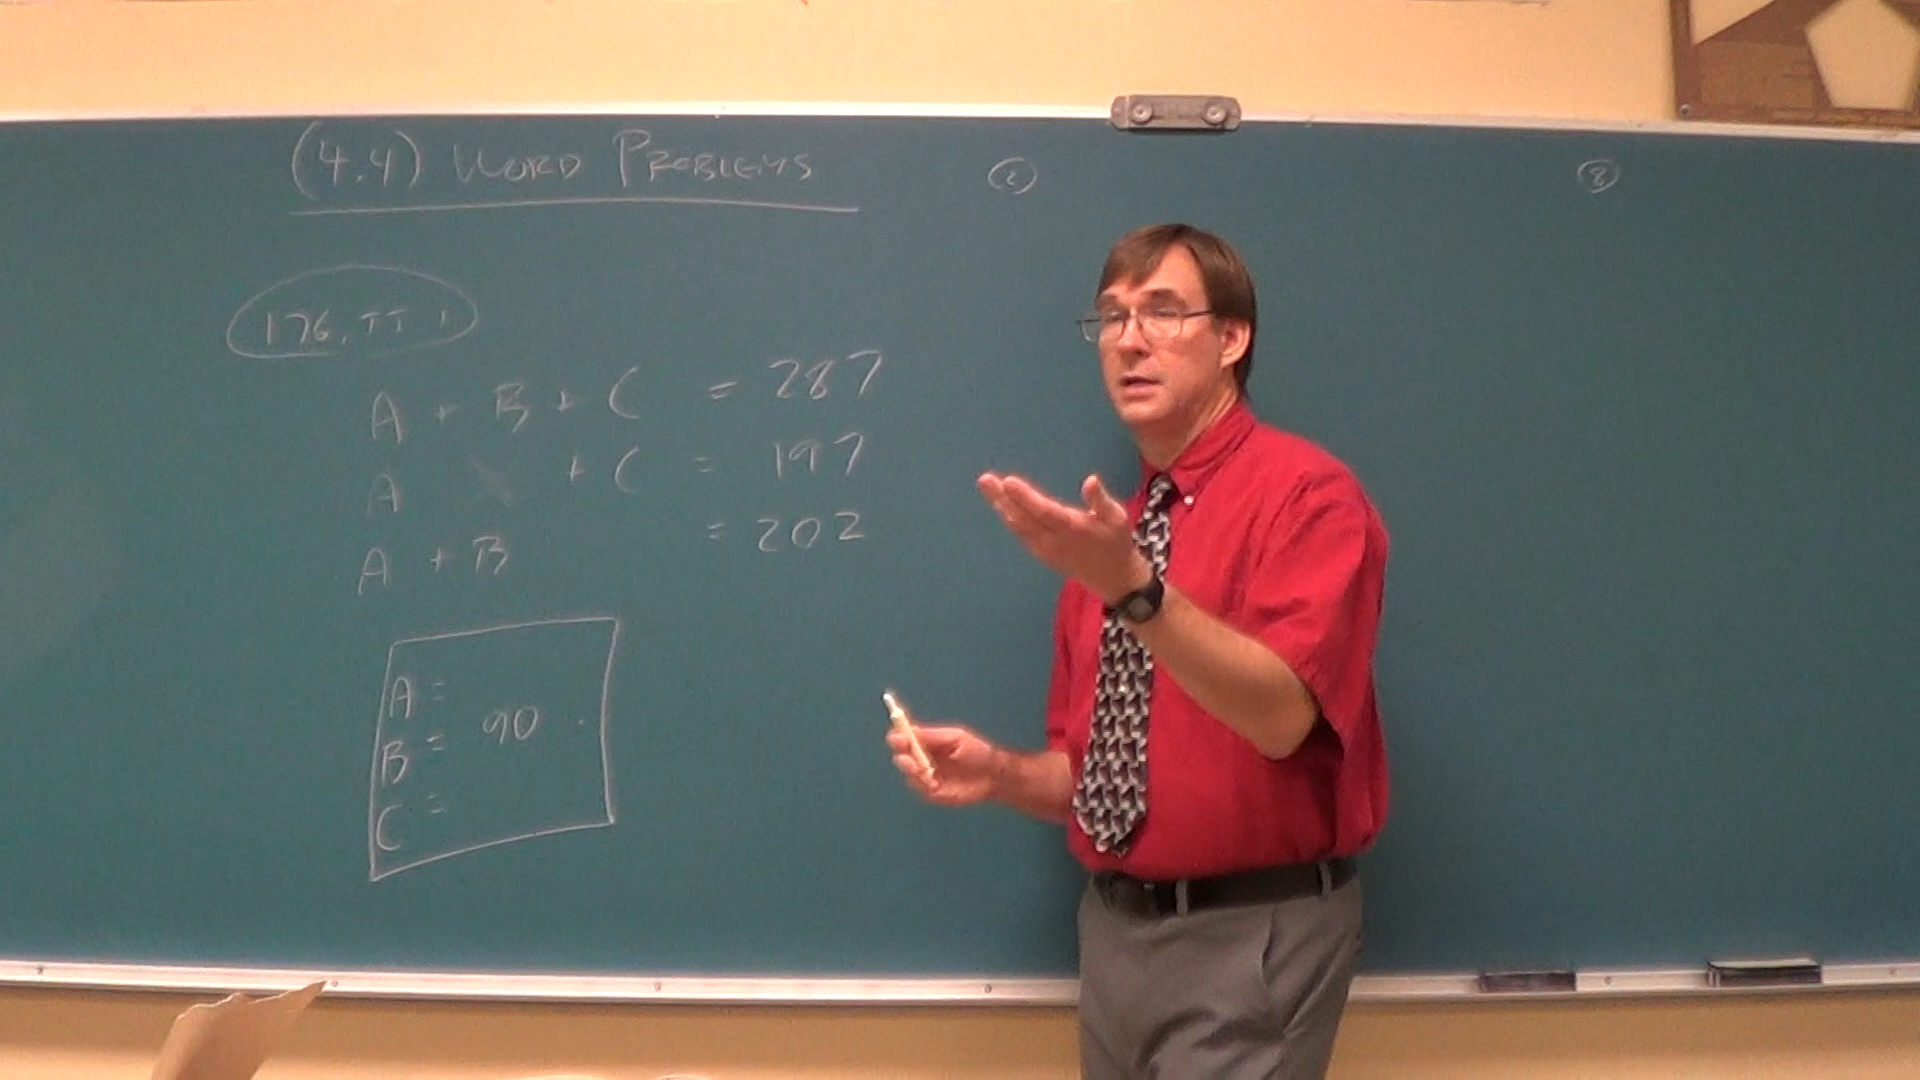 (4.4) WORD PROBLEMS
176. TT 1
A + B + C = 287
A + C = 197
A + B = 202
A =
B = 90
C =
2
8